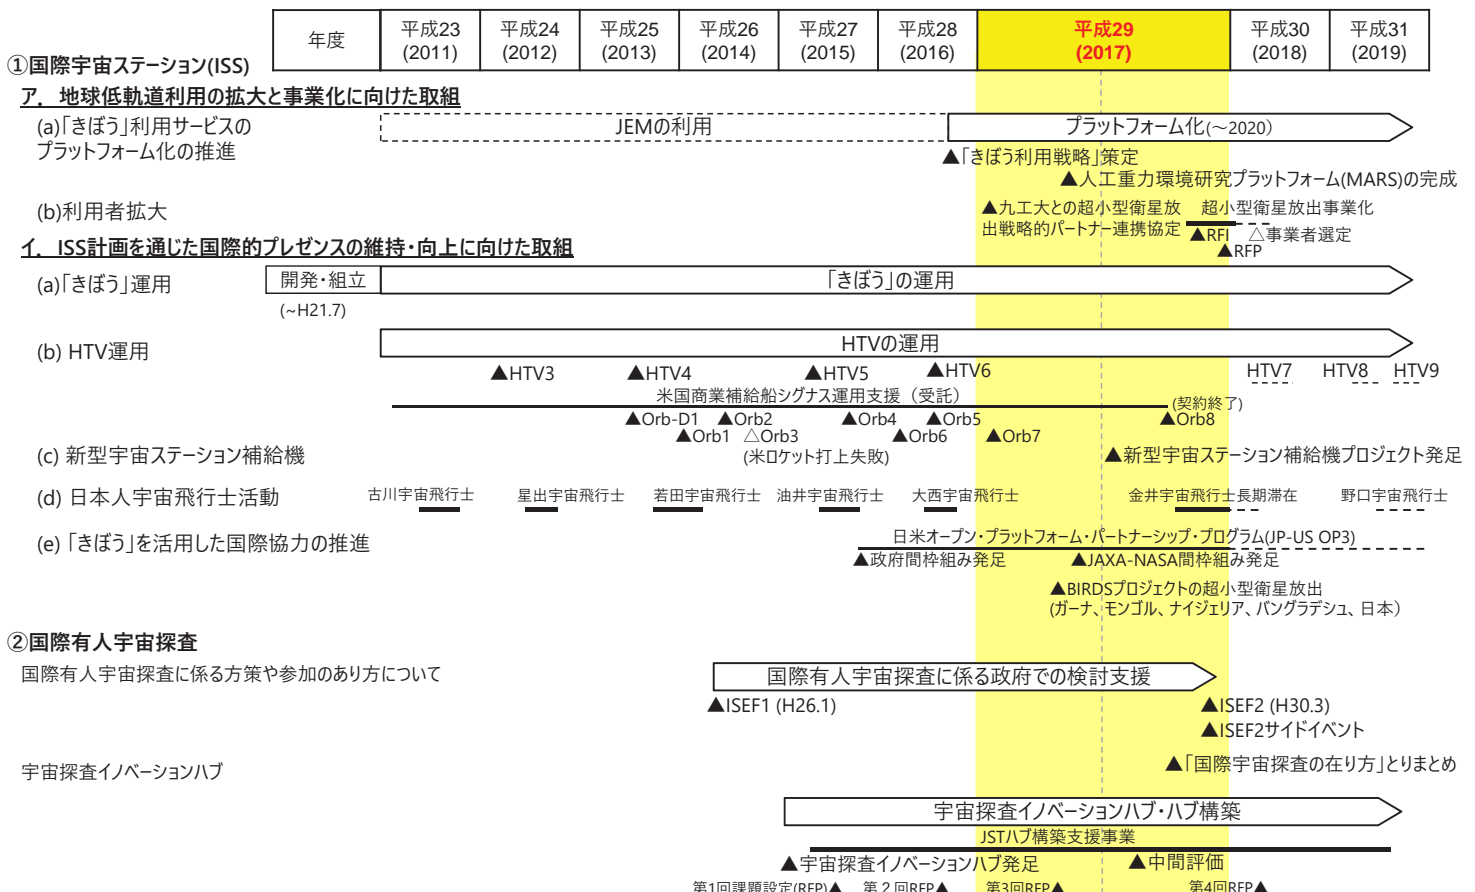 年度 平成23 平成24 平成25 平成26 平成27 平成28 平成29 平成30 平成31
(2011) (2012) (2013) (2014) (2015) (2016) (2017) (2018) (2019)
①国際宇宙ステーション(ISS)
ア．地球低軌道利用の拡大と事業化に向けた取組
(a)「きぼう」利用サービスの
プラットフォーム化の推進
JEMの利用 プラットフォーム化(～2020)
▲「きぼう利用戦略」策定
▲人工重力環境研究プラットフォーム(MARS)の完成
(b)利用者拡大
▲九工大との超小型衛星放
出戦略的パートナー連携協定
超小型衛星放出事業化
▲RFI △事業者選定
▲RFP
イ．ISS計画を通じた国際的プレゼンスの維持・向上に向けた取組
(a)「きぼう」運用 開発・組立 「きぼう」の運用
(~H21.7)
(b) HTV運用 HTVの運用
▲HTV3 ▲HTV4 ▲HTV5 ▲HTV6 HTV7 HTV8 HTV9
米国商業補給船シグナス運用支援（受託）
(契約終了)
▲Orb-D1 ▲Orb2 ▲Orb4 ▲Orb5 ▲Orb8
▲Orb1 △Orb3 ▲Orb6 ▲Orb7
(米ロケット打上失敗)
(c) 新型宇宙ステーション補給機 ▲新型宇宙ステーション補給機プロジェクト発足
(d) 日本人宇宙飛行士活動 古川宇宙飛行士 星出宇宙飛行士 若田宇宙飛行士 油井宇宙飛行士 大西宇宙飛行士 金井宇宙飛行士長期滞在 野口宇宙飛行士
(e) 「きぼう」を活用した国際協力の推進 日米オープン・プラットフォーム・パートナーシップ・プログラム(JP-US OP3)
▲政府間枠組み発足 ▲JAXA-NASA間枠組み発足
▲BIRDSプロジェクトの超小型衛星放出
(ガーナ、モンゴル、ナイジェリア、バングラデシュ、日本）
②国際有人宇宙探査
国際有人宇宙探査に係る方策や参加のあり方について 国際有人宇宙探査に係る政府での検討支援
▲ISEF1 (H26.1) ▲ISEF2 (H30.3)
▲ISEF2サイドイベント
▲「国際宇宙探査の在り方」とりまとめ
宇宙探査イノベーションハブ
宇宙探査イノベーションハブ・ハブ構築
JSTハブ構築支援事業
▲宇宙探査イノベーションハブ発足 ▲中間評価
第1回課題設定(RFP)▲ 第２回RFP▲ 第3回RFP▲ 第4回RFP▲